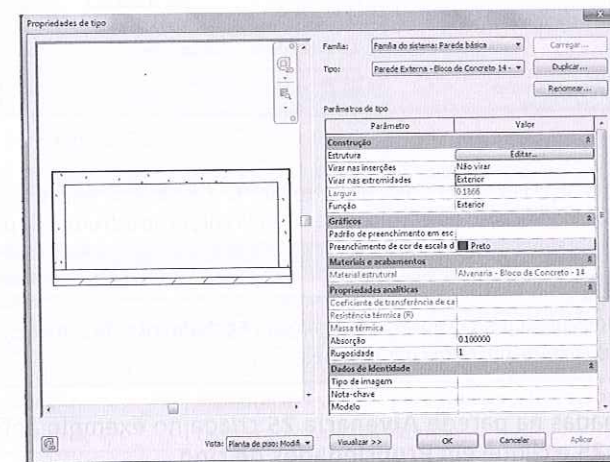 Propriedades de tipo
Família: Família do sistema: Parede básica Carregar...
Tipo: Parede Externa - Bloco de Concreto 14 - Duplicar...
Renomear...
Parâmetros de tipo
Parâmetro Valor
Construção
Estrutura Editar...
Virar nas inserções Não virar
Virar nas extremidades Exterior
Largura 0.1866
Função Exterior
Gráficos
Padrão de preenchimento em esc
Preenchimento de cor de escala d Preto
Materiais e acabamentos
Material estrutural Alvenaria - Bloco de Concreto - 14
Propriedades analíticas
Coeficiente de transferência de ca
Resistência térmica (R)
Massa térmica
Absorção 0.100000
Rugosidade 1
Dados de identidade
Tipo de imagem
Nota-chave
Modelo
Vista: Planta de piso: Modifi Visualizar >> OK Cancelar Aplicar